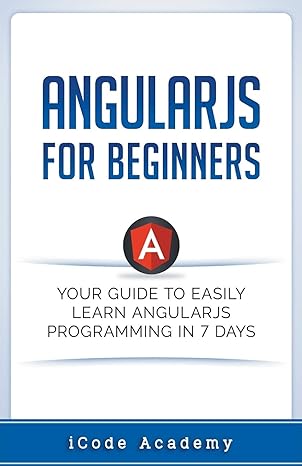 ANGULARJS
FOR BEGINNERS
A
YOUR GUIDE TO EASILY
LEARN ANGULARJS
PROGRAMMING IN 7 DAYS
iCode Academy